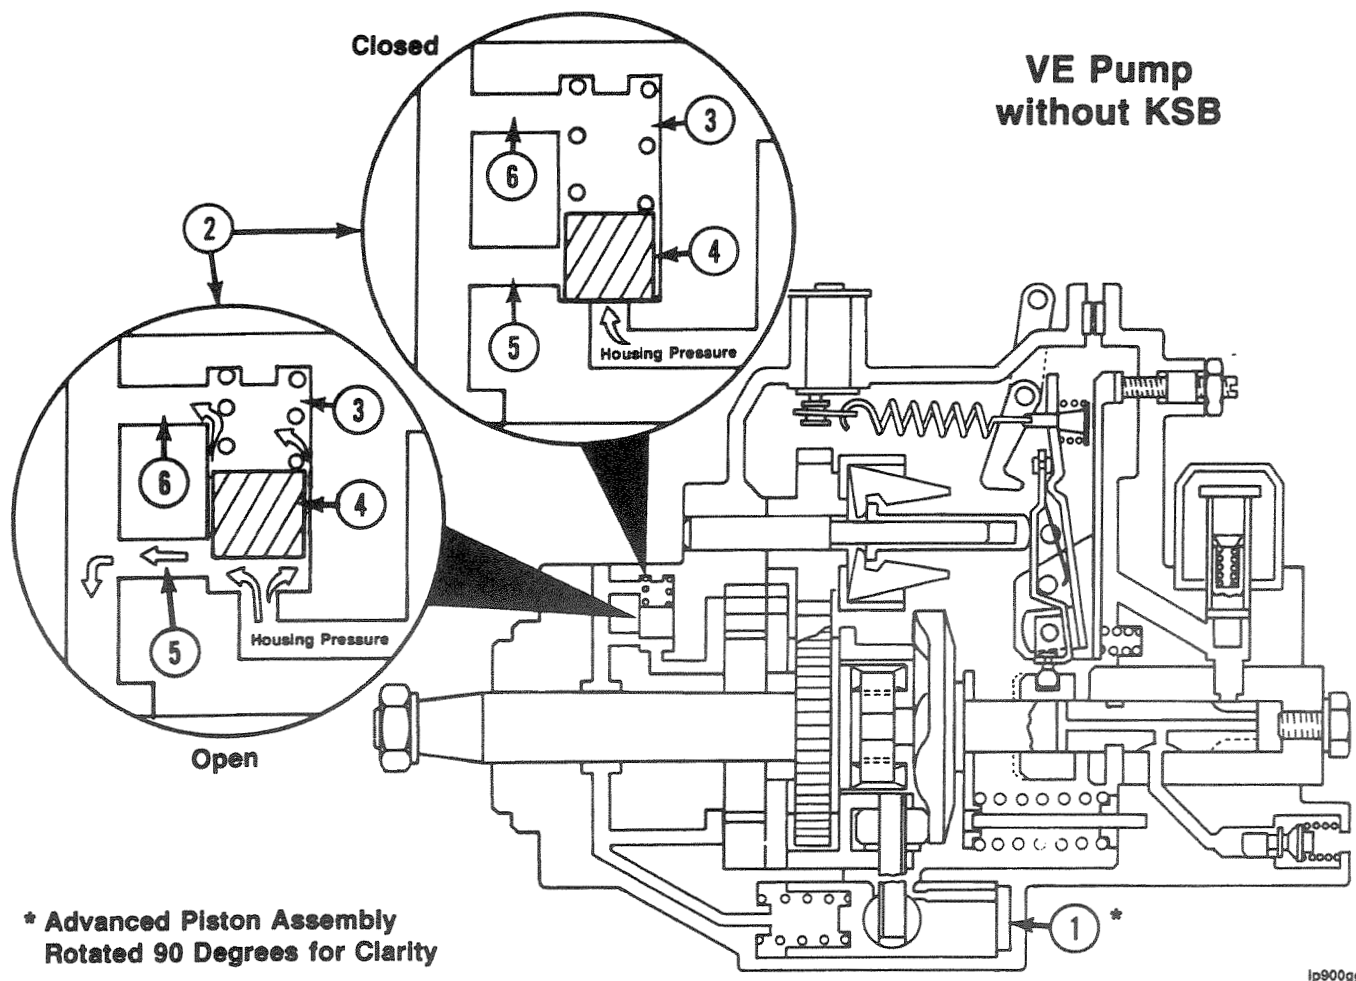 Closed
VE Pump
without KSB
3
6
2
4
5
Housing Pressure
3
6
4
5
Housing Pressure
Open
* Advanced Piston Assembly
Rotated 90 Degrees for Clarity
1 *